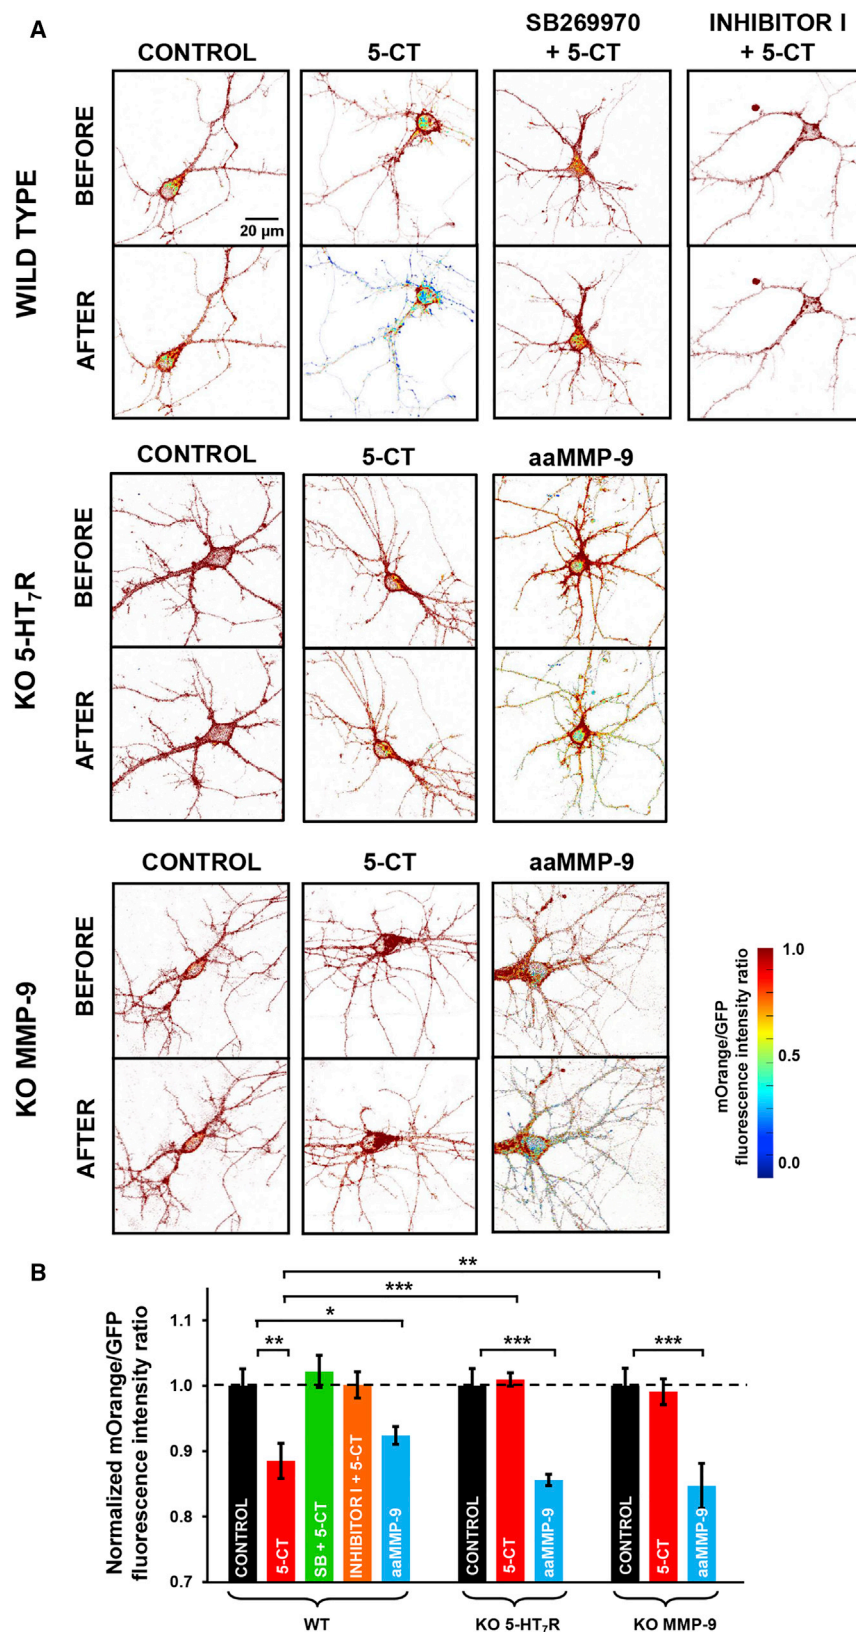 A
CONTROL
5-CT
SB269970
+ 5-CT
INHIBITOR I
+ 5-CT
WILD TYPE
BEFORE
20 µm
AFTER
CONTROL
5-CT
aaMMP-9
KO 5-HT₇R
BEFORE
AFTER
CONTROL
5-CT
aaMMP-9
KO MMP-9
BEFORE
AFTER
mOrange/GFP
fluorescence intensity ratio
1.0
0.5
0.0
B
Normalized mOrange/GFP
fluorescence intensity ratio
1.1
1.0
0.9
0.8
0.7
**
***
*
**
***
***
CONTROL
5-CT
SB + 5-CT
INHIBITOR I + 5-CT
aaMMP-9
CONTROL
5-CT
aaMMP-9
CONTROL
5-CT
aaMMP-9
WT
KO 5-HT₇R
KO MMP-9